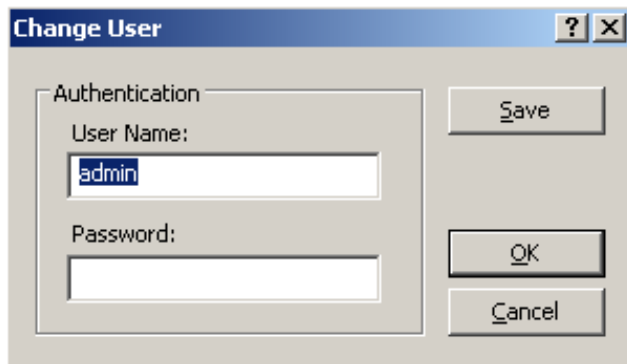 Change User
Authentication
User Name:
admin
Password:
Save
OK
Cancel